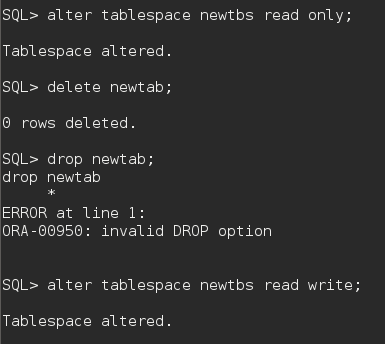 SQL> alter tablespace newtbs read only;
Tablespace altered.
SQL> delete newtab;
0 rows deleted.
SQL> drop newtab;
drop newtab
*
ERROR at line 1:
ORA-00950: invalid DROP option
SQL> alter tablespace newtbs read write;
Tablespace altered.